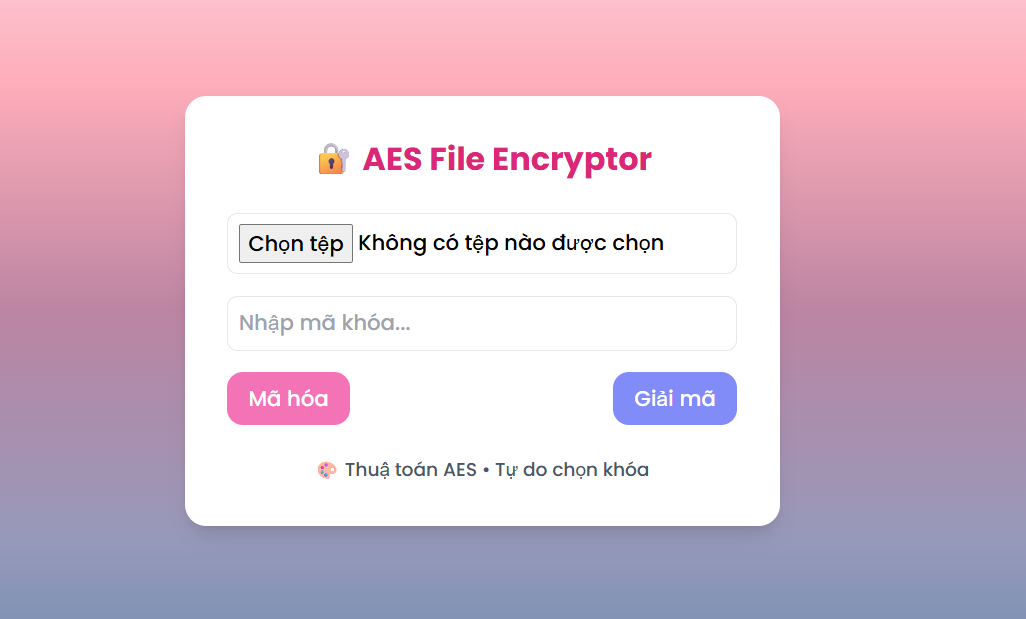 🔐 AES File Encryptor
Chọn tệp Không có tệp nào được chọn
Nhập mã khóa...
Mã hóa
Giải mã
🎨 Thuậ toán AES • Tự do chọn khóa